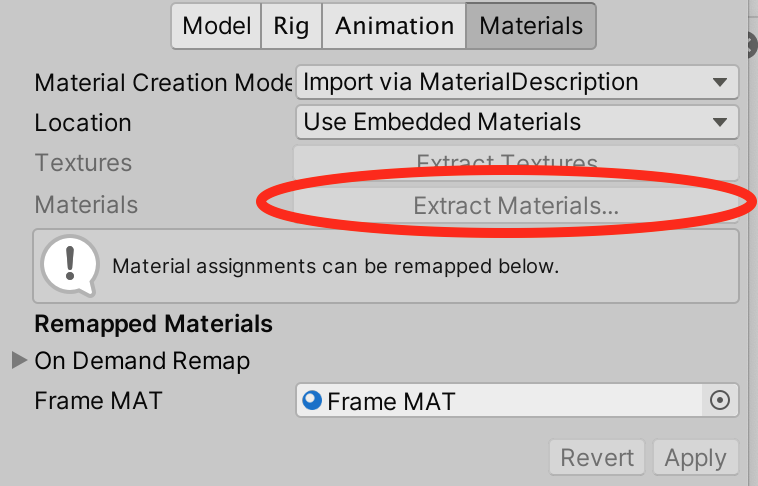 Model Rig Animation Materials
Material Creation Mode Import via MaterialDescription
Location Use Embedded Materials
Textures Extract Textures
Materials Extract Materials...
! Material assignments can be remapped below.
Remapped Materials
On Demand Remap
Frame MAT Frame MAT
Revert Apply